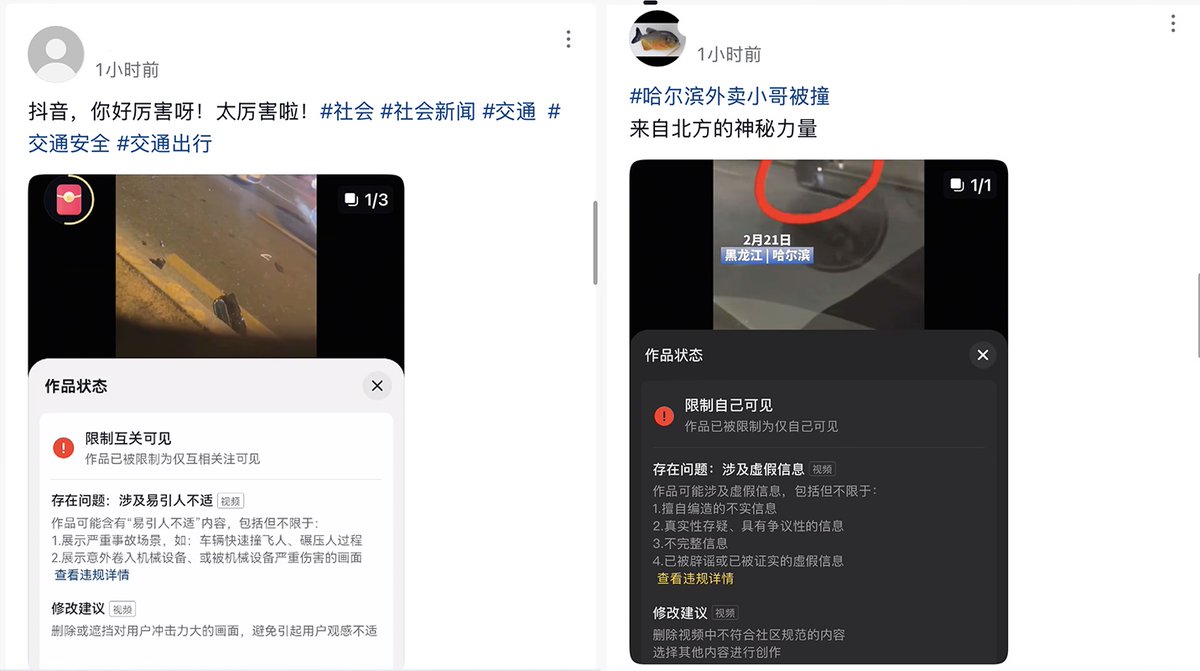 1小时前
抖音，你好厉害呀！太厉害啦！#社会 #社会新闻 #交通 #
交通安全 #交通出行
1/3
作品状态
限制互关可见
作品已被限制为仅互相关注可见
存在问题：涉及易引人不适 视频
作品可能含有“易引人不适”内容，包括但不限于：
1.展示严重事故场景，如：车辆快速撞飞人、碾压人过程
2.展示意外卷入机械设备、或被机械设备严重伤害的画面
查看违规详情
修改建议 视频
删除或遮挡对用户冲击力大的画面，避免引起用户观感不适
1小时前
#哈尔滨外卖小哥被撞
来自北方的神秘力量
1/1
2月21日
黑龙江|哈尔滨
作品状态
限制自己可见
作品已被限制为仅自己可见
存在问题：涉及虚假信息 视频
作品可能涉及虚假信息，包括但不限于：
1.擅自编造的不实信息
2.真实性存疑、具有争议性的信息
3.不完整信息
4.已被辟谣或已被证实的虚假信息
查看违规详情
修改建议 视频
删除视频中不符合社区规范的内容
选择其他内容进行创作